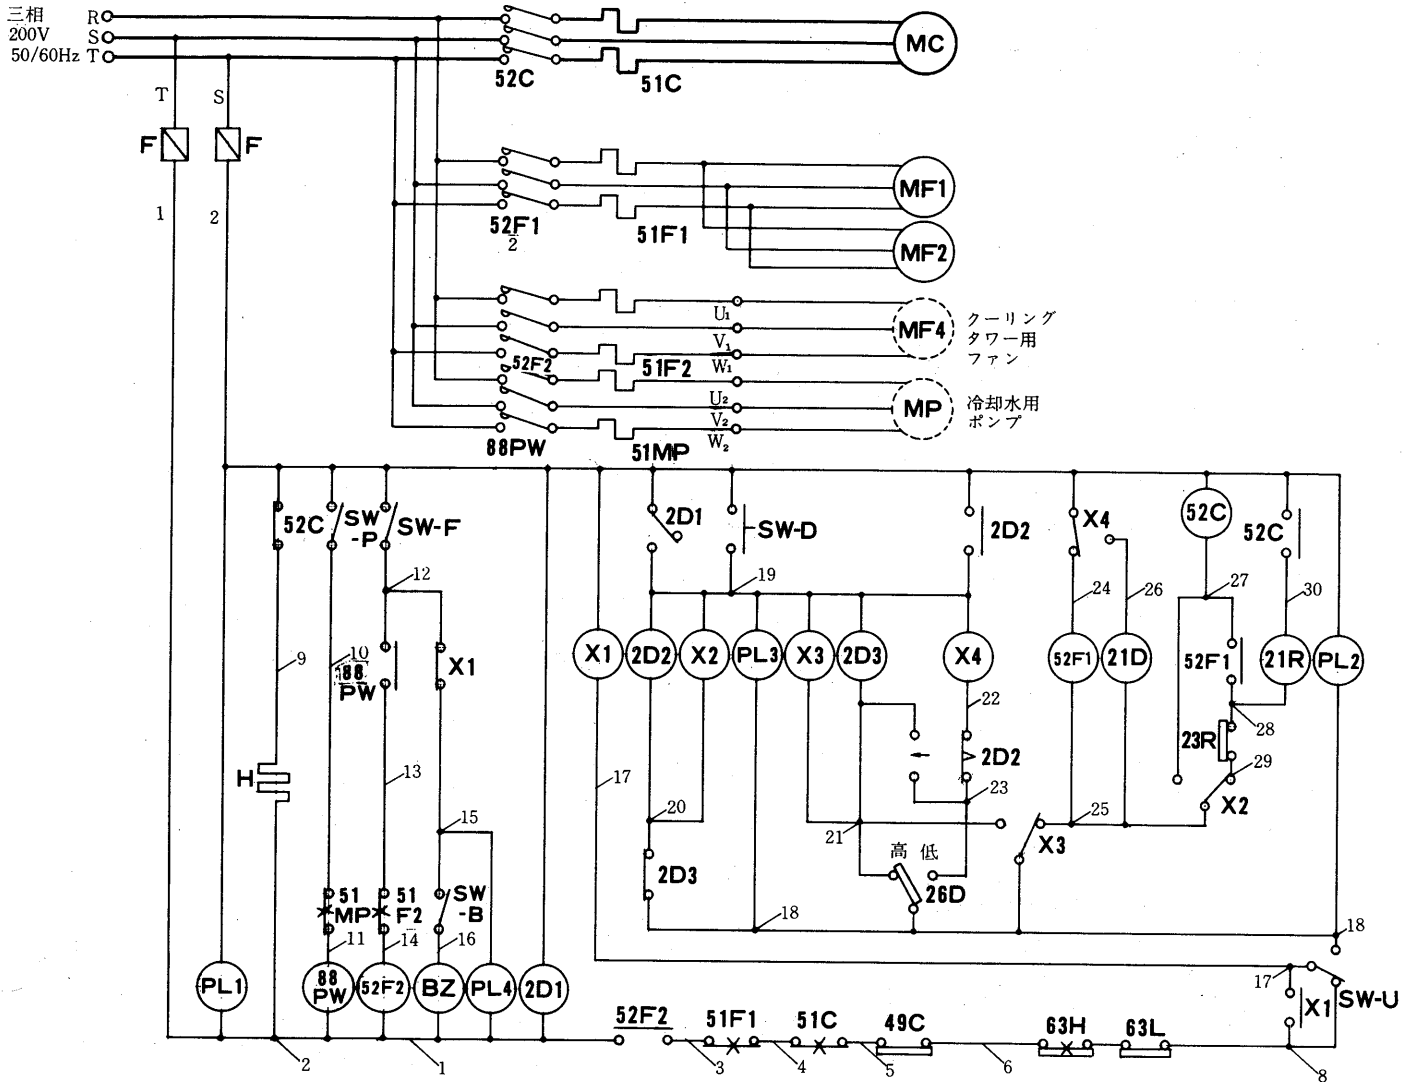 三相
200V
50/60Hz
R
S
T
52C
51C
MC
T
S
F
F
1
2
52F1
2
51F1
MF1
MF2
U1
V1
W1
52F2
51F2
MF4
クーリング
タワー用
ファン
U2
V2
W2
88PW
51MP
MP
冷却水用
ポンプ
52C
SW
-P
SW-F
2D1
SW-D
2D2
X4
52C
52C
12
19
24
26
27
30
9
10
88
PW
X1
X1
2D2
X2
PL3
X3
2D3
X4
52F1
21D
52F1
21R
PL2
22
28
23R
29
X2
H
13
17
2D2
23
15
20
21
25
X3
高 低
26D
2D3
51
MP
51
F2
SW
-B
11
14
16
18
18
PL1
88
PW
52F2
BZ
PL4
2D1
17
X1
SW-U
52F2
51F1
51C
49C
63H
63L
2
1
3
4
5
6
8